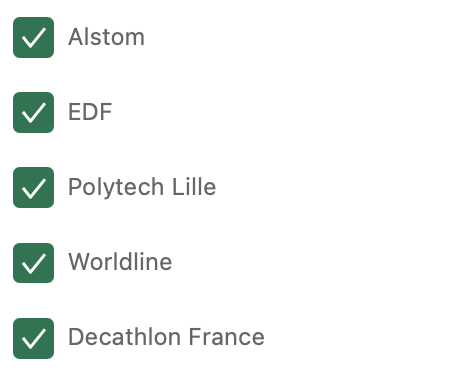 Alstom
EDF
Polytech Lille
Worldline
Decathlon France